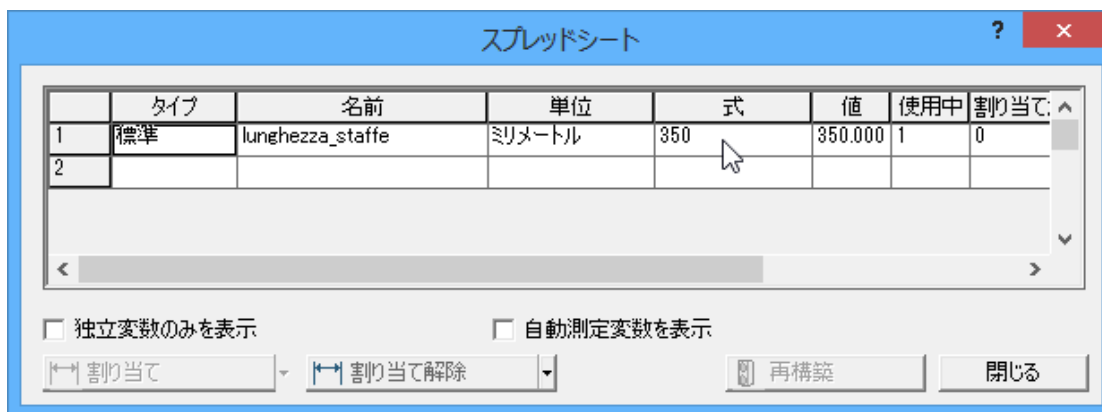 スプレッドシート ?
タイプ 名前 単位 式 値 使用中 割り当て
1 標準 lunghezza_staffe ミリメートル 350 350.000 1 0
2
独立変数のみを表示 自動測定変数を表示
割り当て 割り当て解除 再構築 閉じる